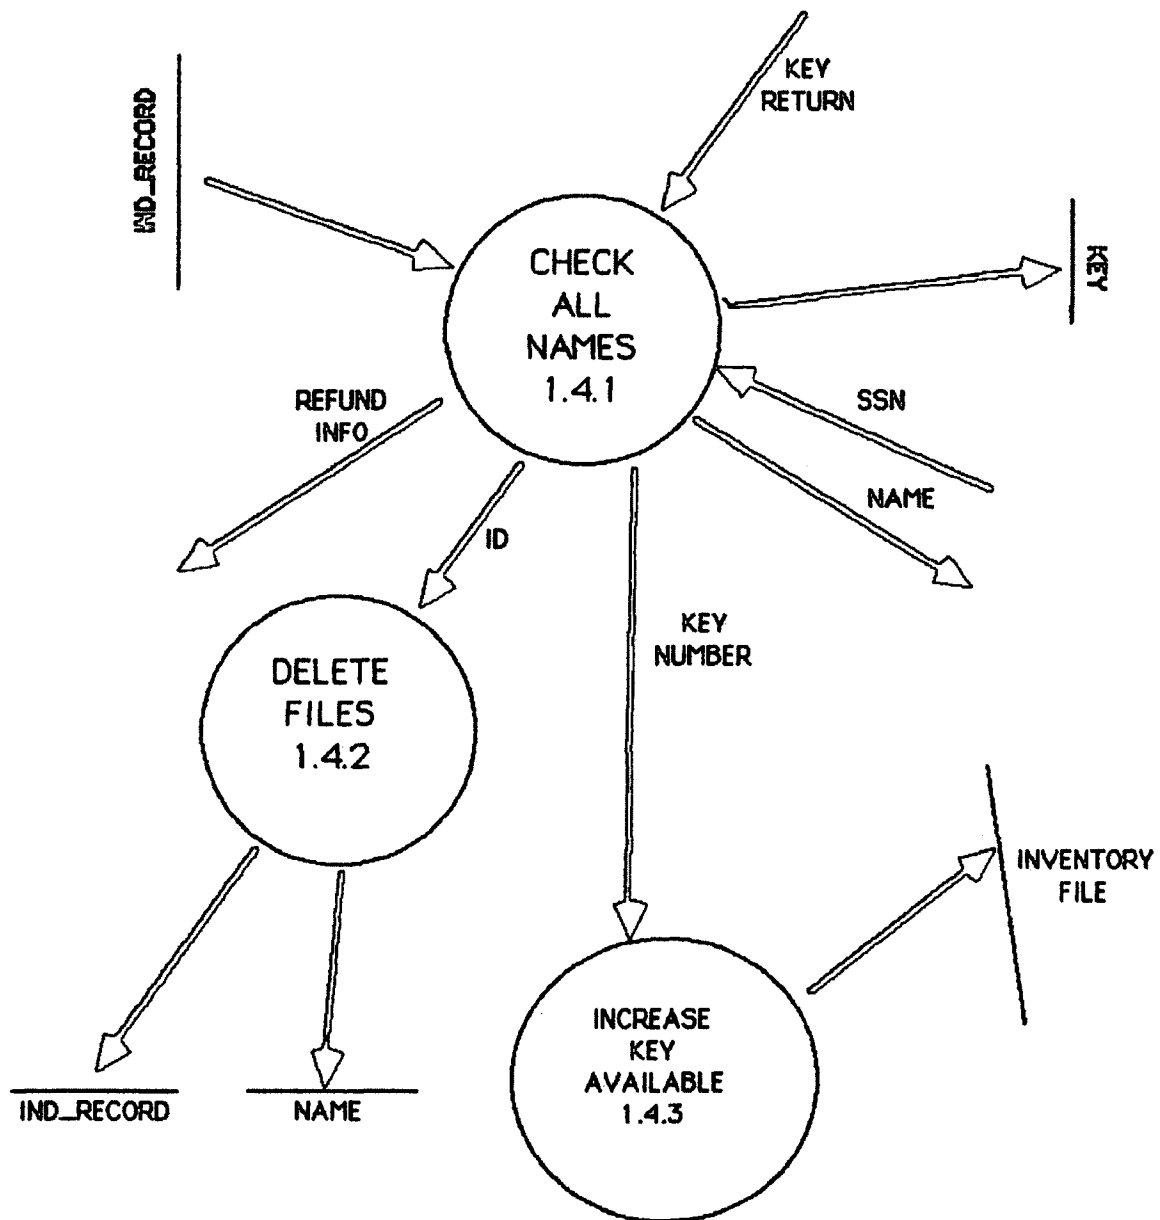 KEY
RETURN
IND_RECORD
CHECK
ALL
NAMES
1.4.1
KEY
REFUND
INFO
SSN
NAME
ID
KEY
NUMBER
DELETE
FILES
1.4.2
INVENTORY
FILE
INCREASE
KEY
AVAILABLE
1.4.3
IND_RECORD
NAME